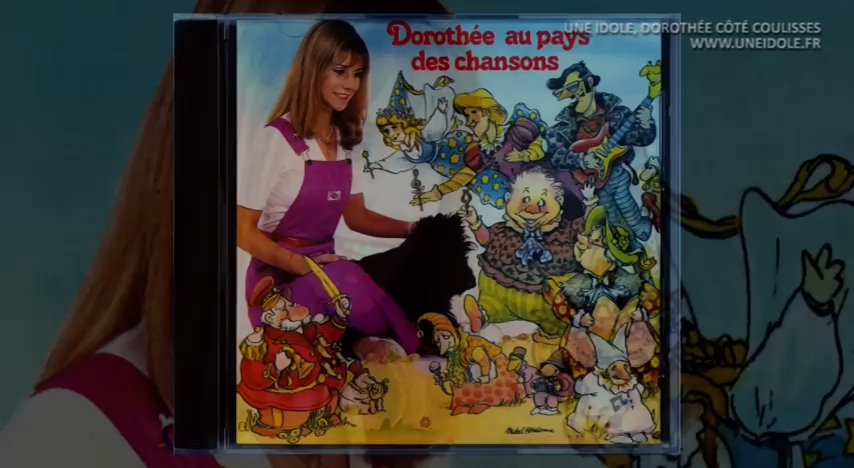 UNE IDOLE, DOROTHÉE CÔTÉ COULISSES
WWW.UNEIDOLE.FR
Dorothée au pays
des chansons